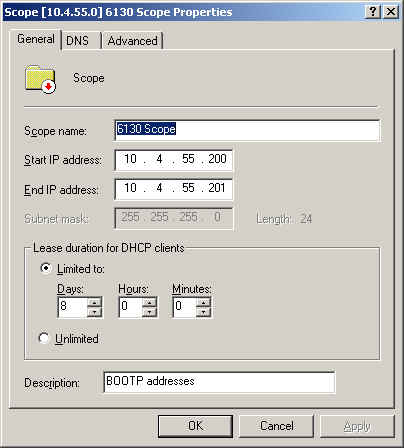 Scope [10.4.55.0] 6130 Scope Properties
General DNS Advanced
Scope
Scope name: 6130 Scope
Start IP address: 10 . 4 . 55 . 200
End IP address: 10 . 4 . 55 . 201
Subnet mask: 255 . 255 . 255 . 0 Length: 24
Lease duration for DHCP clients
Limited to:
Days: Hours: Minutes:
8 0 0
Unlimited
Description: BOOTP addresses
OK Cancel Apply